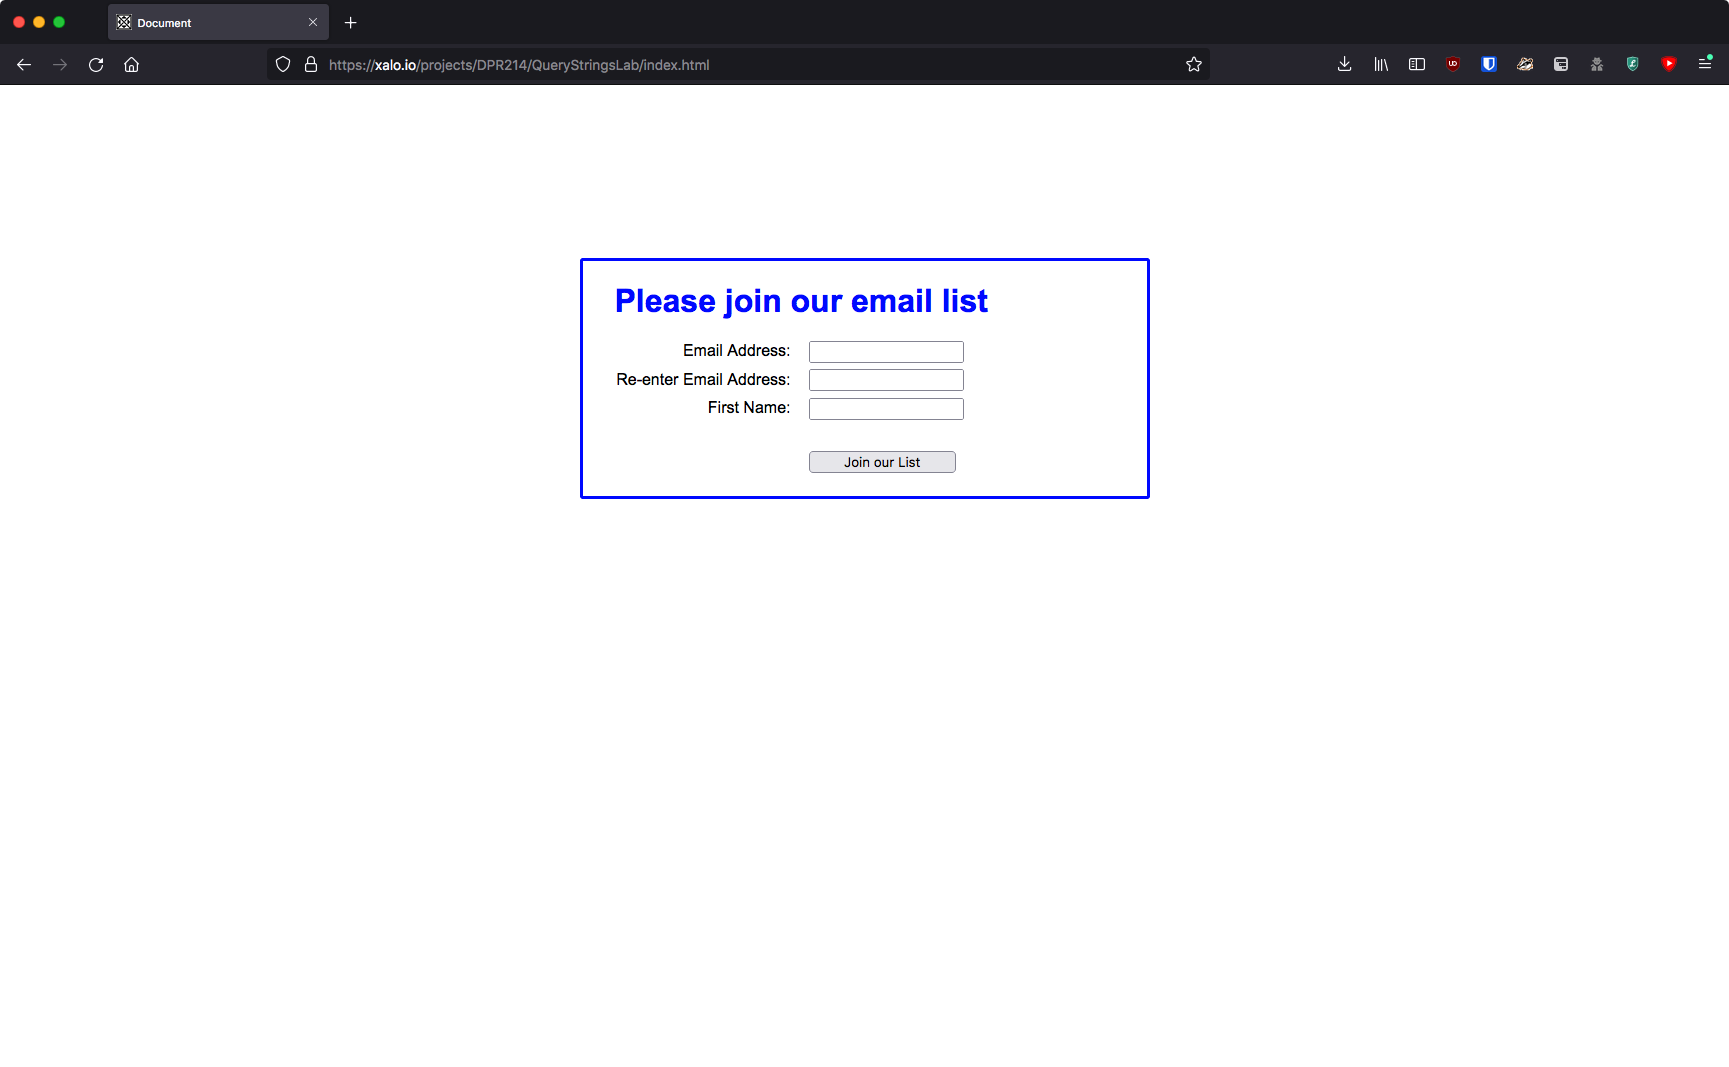 Document
https://xalo.io/projects/DPR214/QueryStringsLab/index.html
Please join our email list
Email Address:
Re-enter Email Address:
First Name:
Join our List